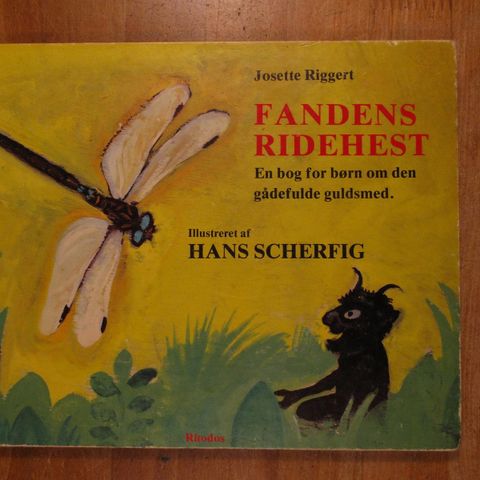 Josette Riggert
FANDENS
RIDEHEST
En bog for børn om den
gådefulde guldsmed.
Illustreret af
HANS SCHERFIG
Rhodos